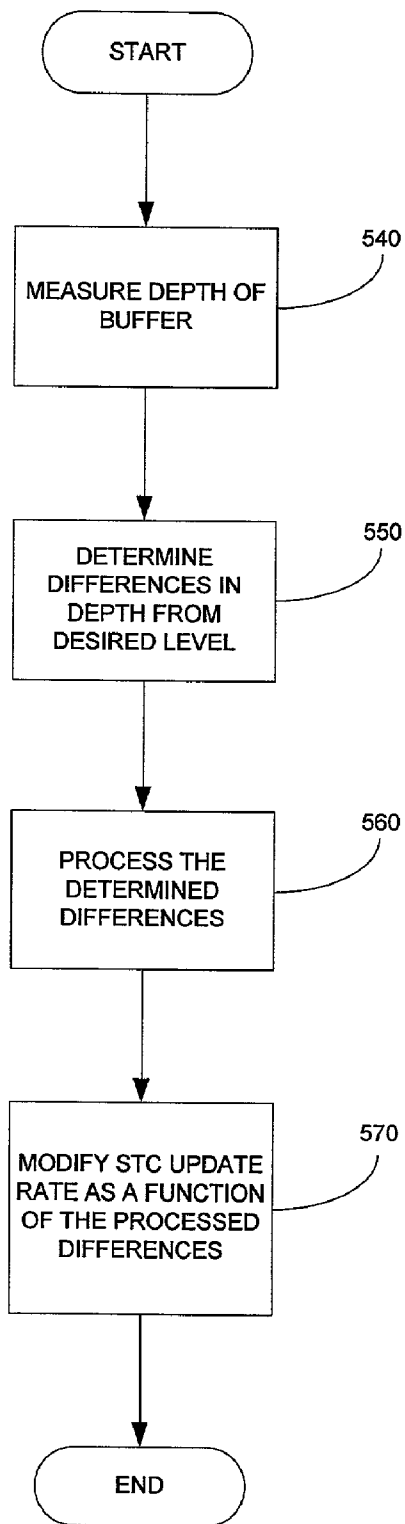 START
540
MEASURE DEPTH OF
BUFFER
550
DETERMINE
DIFFERENCES IN
DEPTH FROM
DESIRED LEVEL
560
PROCESS THE
DETERMINED
DIFFERENCES
570
MODIFY STC UPDATE
RATE AS A FUNCTION
OF THE PROCESSED
DIFFERENCES
END